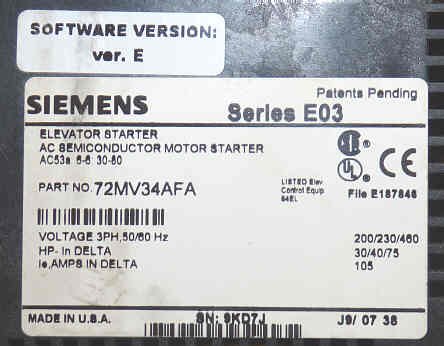 SOFTWARE VERSION:
ver. E
Patents Pending
SIEMENS
Series E03
ELEVATOR STARTER
AC SEMICONDUCTOR MOTOR STARTER
AC53a 6-6: 30-60
PART NO. 72MV34AFA
LISTED Elev
Control Equip
94EL
File E187846
VOLTAGE 3PH,50/60 Hz 200/230/460
HP- In DELTA 30/40/75
Ie,AMPS IN DELTA 105
MADE IN U.S.A. SN: 9KD7J J9/ 07 38